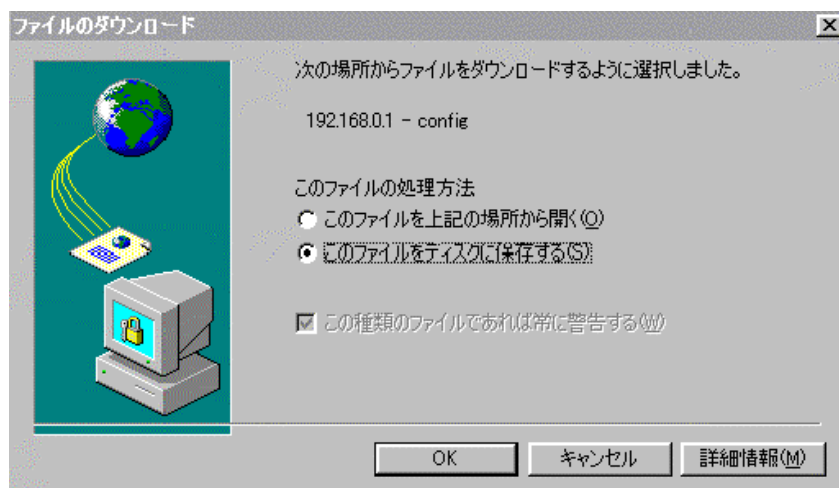 ファイルのダウンロード
次の場所からファイルをダウンロードするように選択しました。
192.168.0.1 - config
このファイルの処理方法
このファイルを上記の場所から開く(O)
このファイルをディスクに保存する(S)
この種類のファイルであれば常に警告する(W)
OK キャンセル 詳細情報(M)